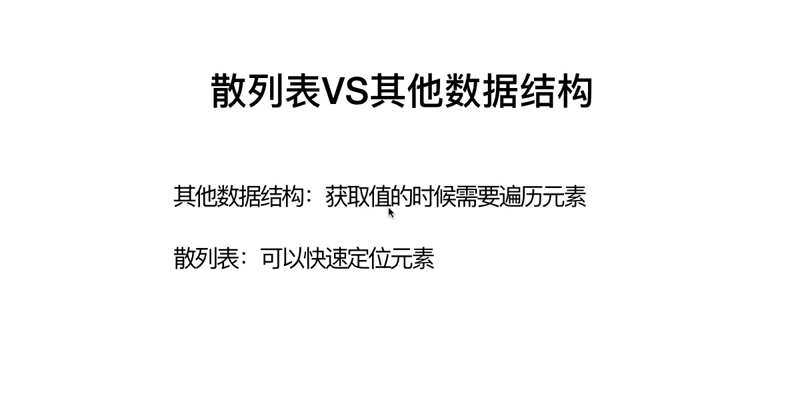 散列表VS其他数据结构
其他数据结构：获取值的时候需要遍历元素
散列表：可以快速定位元素